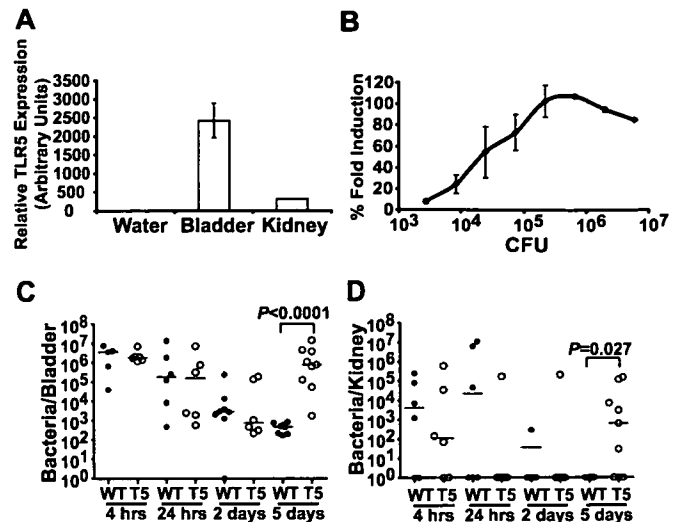 A
Relative TLR5 Expression
(Arbitrary Units)
3500
3000
2500
2000
1500
1000
500
0
Water Bladder Kidney
B
% Fold Induction
120
100
80
60
40
20
0
10³ 10⁴ 10⁵ 10⁶ 10⁷
CFU
C
Bacteria/Bladder
10⁸
10⁷
10⁶
10⁵
10⁴
10³
10²
10¹
10⁰
P<0.0001
WT T5 WT T5 WT T5 WT T5
4 hrs 24 hrs 2 days 5 days
D
Bacteria/Kidney
10⁸
10⁷
10⁶
10⁵
10⁴
10³
10²
10¹
10⁰
P=0.027
WT T5 WT T5 WT T5 WT T5
4 hrs 24 hrs 2 days 5 days